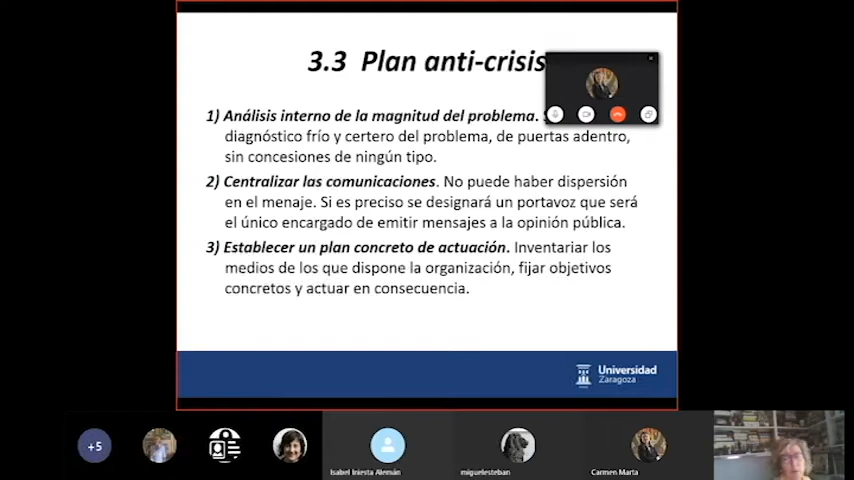 3.3 Plan anti-crisis
1) Análisis interno de la magnitud del problema.
diagnóstico frío y certero del problema, de puertas adentro,
sin concesiones de ningún tipo.
2) Centralizar las comunicaciones. No puede haber dispersión
en el menaje. Si es preciso se designará un portavoz que será
el único encargado de emitir mensajes a la opinión pública.
3) Establecer un plan concreto de actuación. Inventariar los
medios de los que dispone la organización, fijar objetivos
concretos y actuar en consecuencia.
Universidad
Zaragoza
+5
Isabel Iniesta Alemán
miguelesteban
Carmen Marta